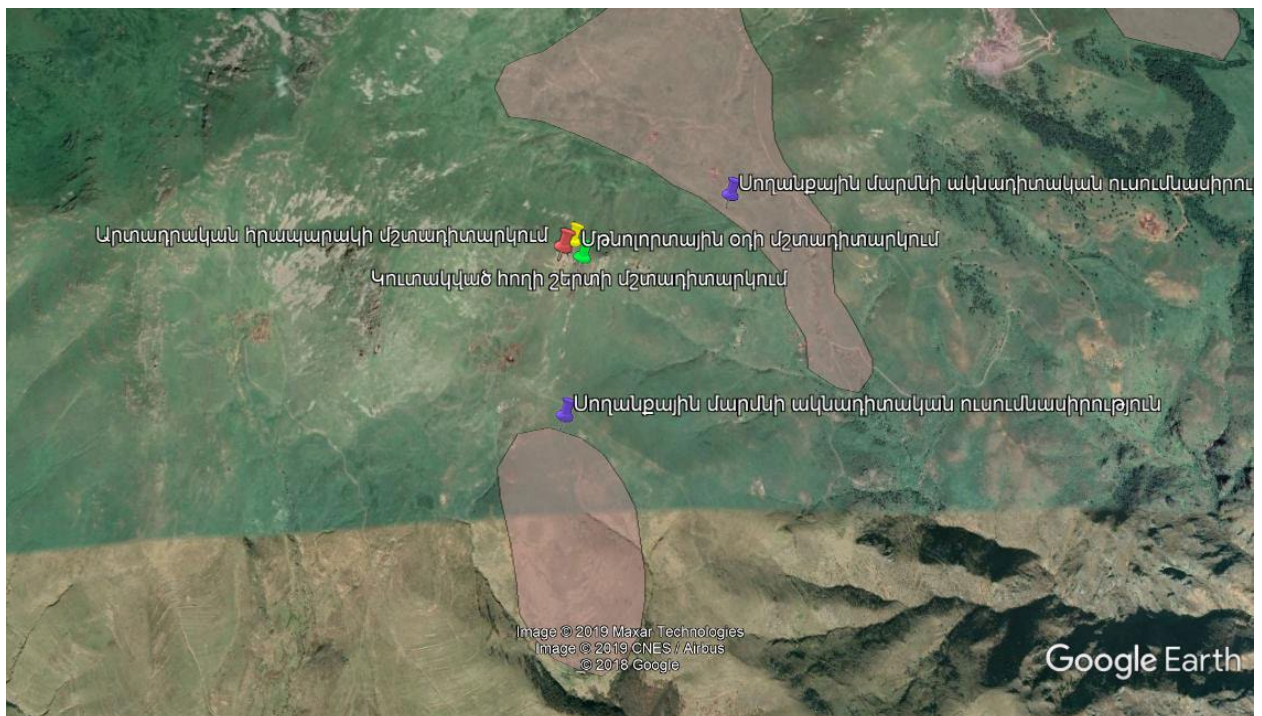 Սողանքային մարմնի ակնադիտական ուսումնասիրու
Արտադրական հրապարակի մշտադիտարկում
Մթնոլորտային օդի մշտադիտարկում
Կուտակված հողի շերտի մշտադիտարկում
Սողանքային մարմնի ակնադիտական ուսումնասիրություն
Image © 2019 Maxar Technologies
Image © 2019 CNES / Airbus
© 2018 Google
Google Earth